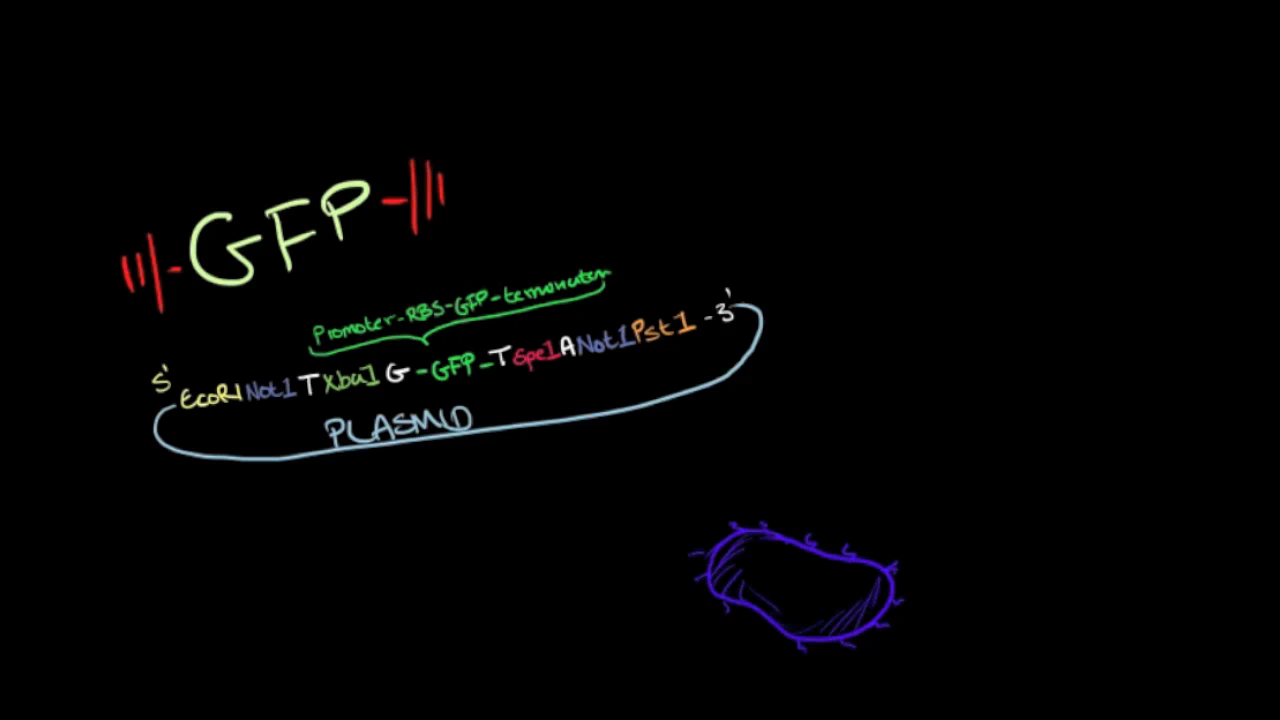 GFP
Promoter-RBS-GFP-terminator
5' EcoRI Not1 T Xba1 G - GFP - T Spe1 A Not1 Pst1 - 3'
PLASMID